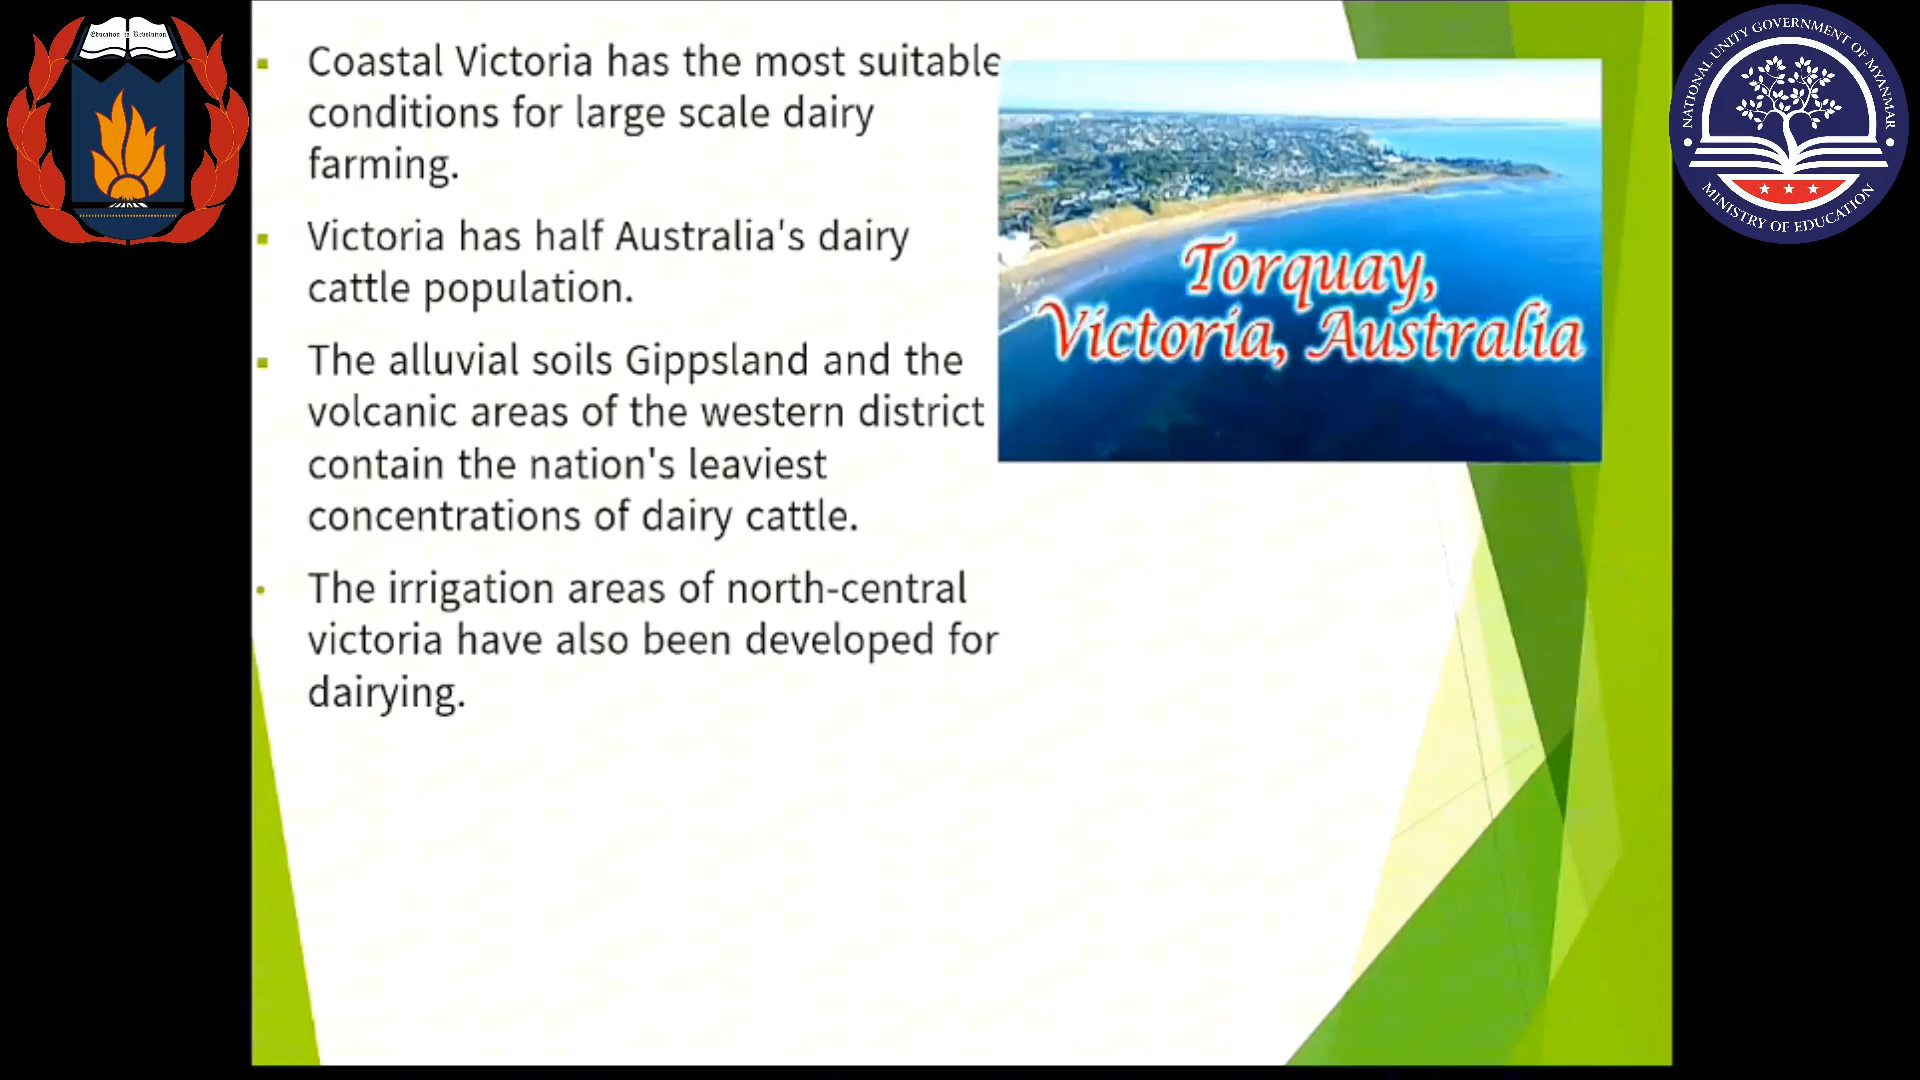 Education in Revolution
Coastal Victoria has the most suitable
conditions for large scale dairy
farming.
Victoria has half Australia's dairy
cattle population.
The alluvial soils Gippsland and the
volcanic areas of the western district
contain the nation's leaviest
concentrations of dairy cattle.
The irrigation areas of north-central
victoria have also been developed for
dairying.
Torquay,
Victoria, Australia
NATIONAL UNITY GOVERNMENT OF MYANMAR
MINISTRY OF EDUCATION